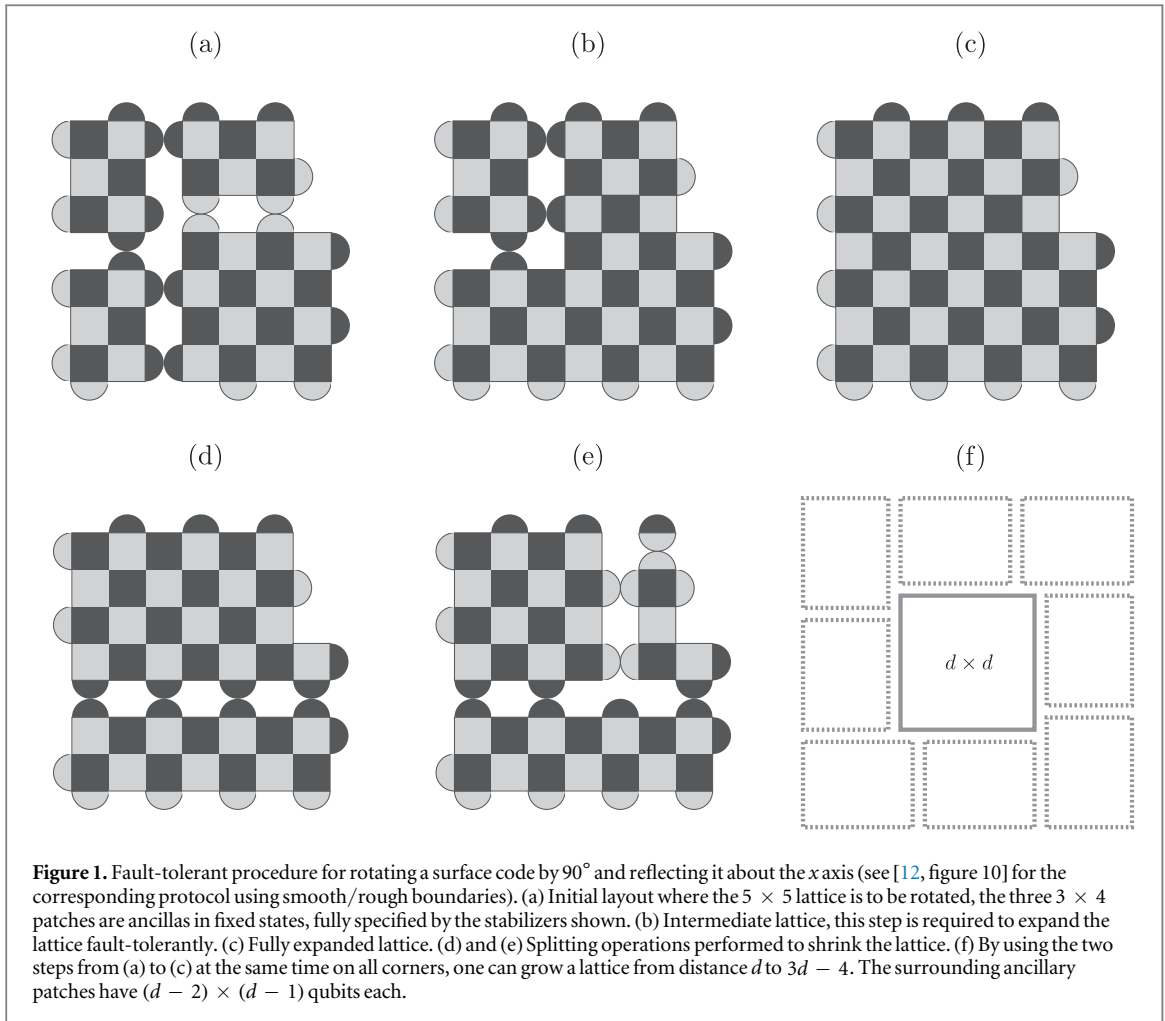 (a) (b) (c)
(d) (e) (f)
d × d
Figure 1. Fault-tolerant procedure for rotating a surface code by 90° and reflecting it about the x axis (see [12, figure 10] for the
corresponding protocol using smooth/rough boundaries). (a) Initial layout where the 5 × 5 lattice is to be rotated, the three 3 × 4
patches are ancillas in fixed states, fully specified by the stabilizers shown. (b) Intermediate lattice, this step is required to expand the
lattice fault-tolerantly. (c) Fully expanded lattice. (d) and (e) Splitting operations performed to shrink the lattice. (f) By using the two
steps from (a) to (c) at the same time on all corners, one can grow a lattice from distance d to 3d − 4. The surrounding ancillary
patches have (d − 2) × (d − 1) qubits each.